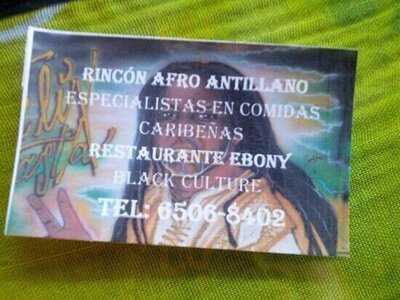 RINCÓN AFRO ANTILLANO
ESPECIALISTAS EN COMIDAS
CARIBEÑAS
RESTAURANTE EBONY
BLACK CULTURE
TEL: 6506-8402